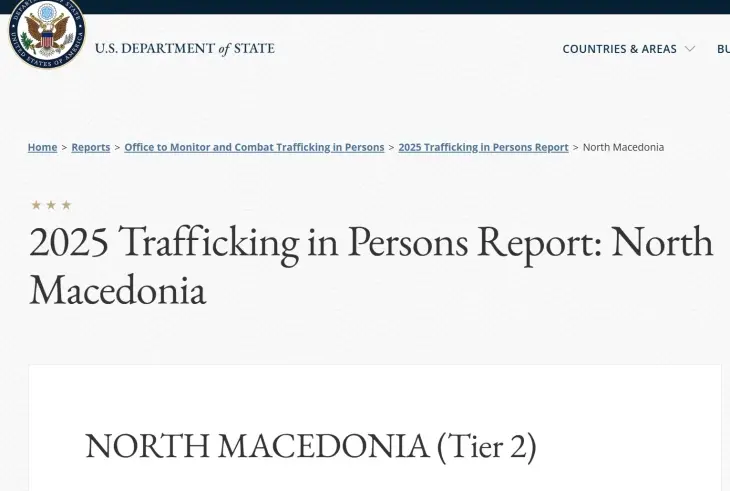 U.S. DEPARTMENT of STATE
COUNTRIES & AREAS
BU
Home > Reports > Office to Monitor and Combat Trafficking in Persons > 2025 Trafficking in Persons Report > North Macedonia
2025 Trafficking in Persons Report: North
Macedonia
NORTH MACEDONIA (Tier 2)